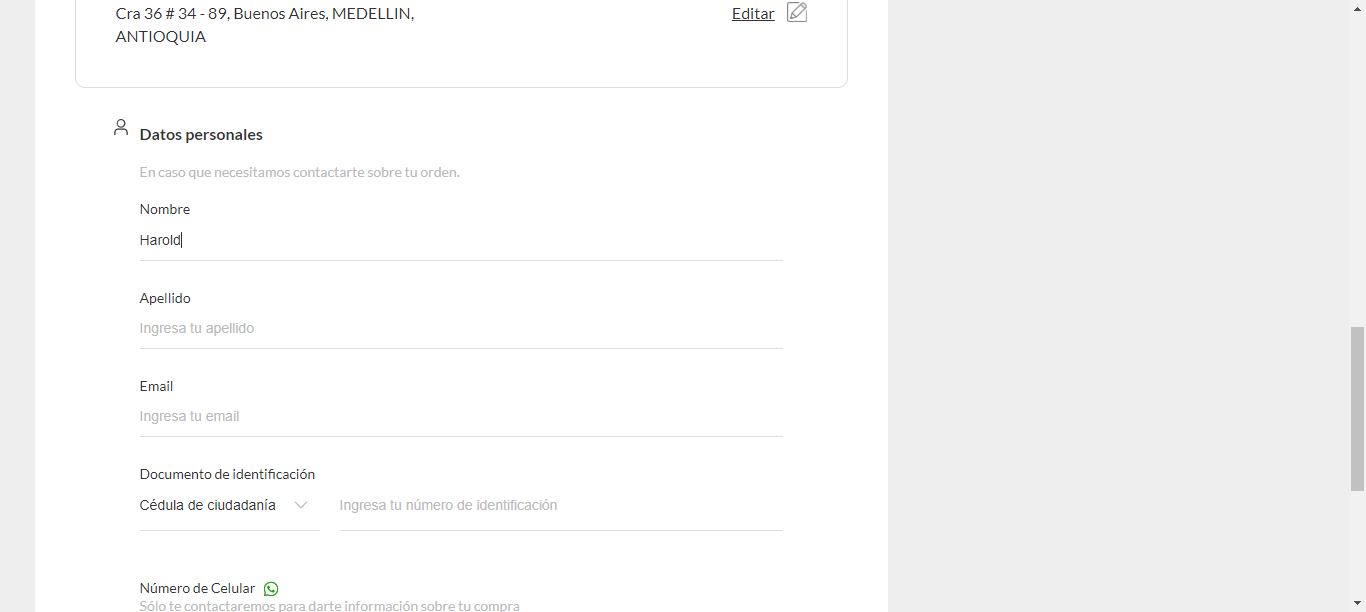 Cra 36 # 34 - 89, Buenos Aires, MEDELLIN,
ANTIOQUIA
Editar
Datos personales
En caso que necesitamos contactarte sobre tu orden.
Nombre
Harold
Apellido
Ingresa tu apellido
Email
Ingresa tu email
Documento de identificación
Cédula de ciudadanía
Ingresa tu número de identificación
Número de Celular
Sólo te contactaremos para darte información sobre tu compra